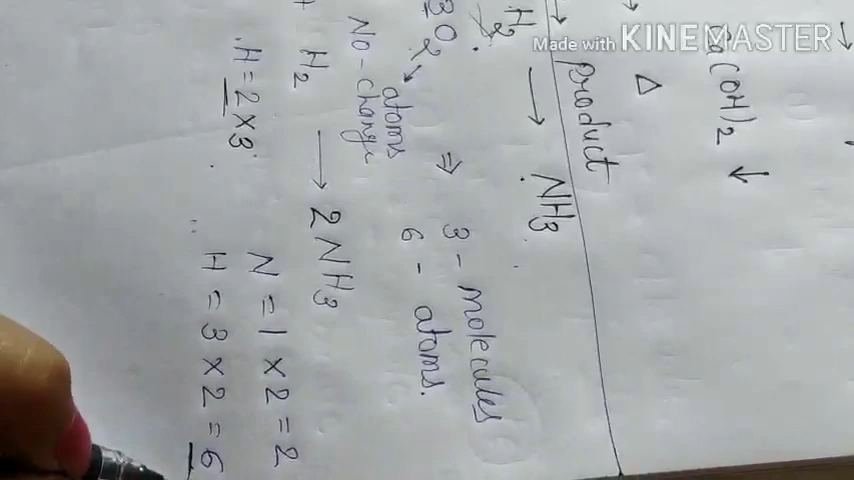 Made with KINEMASTER
(OH)2 ↓
Δ
Product
H2 → NH3
3O2 ⇒ 3 - molecules
6 - atoms.
atoms
No-change
+ H2 → 2NH3
N = 1 × 2 = 2
H = 2 × 3
H = 3 × 2 = 6